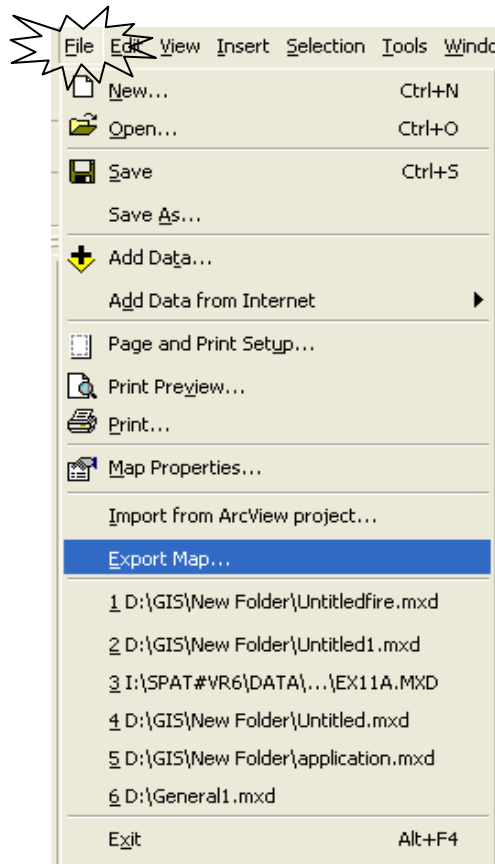 File Edit View Insert Selection Tools Windo
New... Ctrl+N
Open... Ctrl+O
Save Ctrl+S
Save As...
Add Data...
Add Data from Internet
Page and Print Setup...
Print Preview...
Print...
Map Properties...
Import from ArcView project...
Export Map...
1 D:\GIS\New Folder\Untitledfire.mxd
2 D:\GIS\New Folder\Untitled1.mxd
3 I:\SPAT#VR6\DATA\...\EX11A.MXD
4 D:\GIS\New Folder\Untitled.mxd
5 D:\GIS\New Folder\application.mxd
6 D:\General1.mxd
Exit Alt+F4